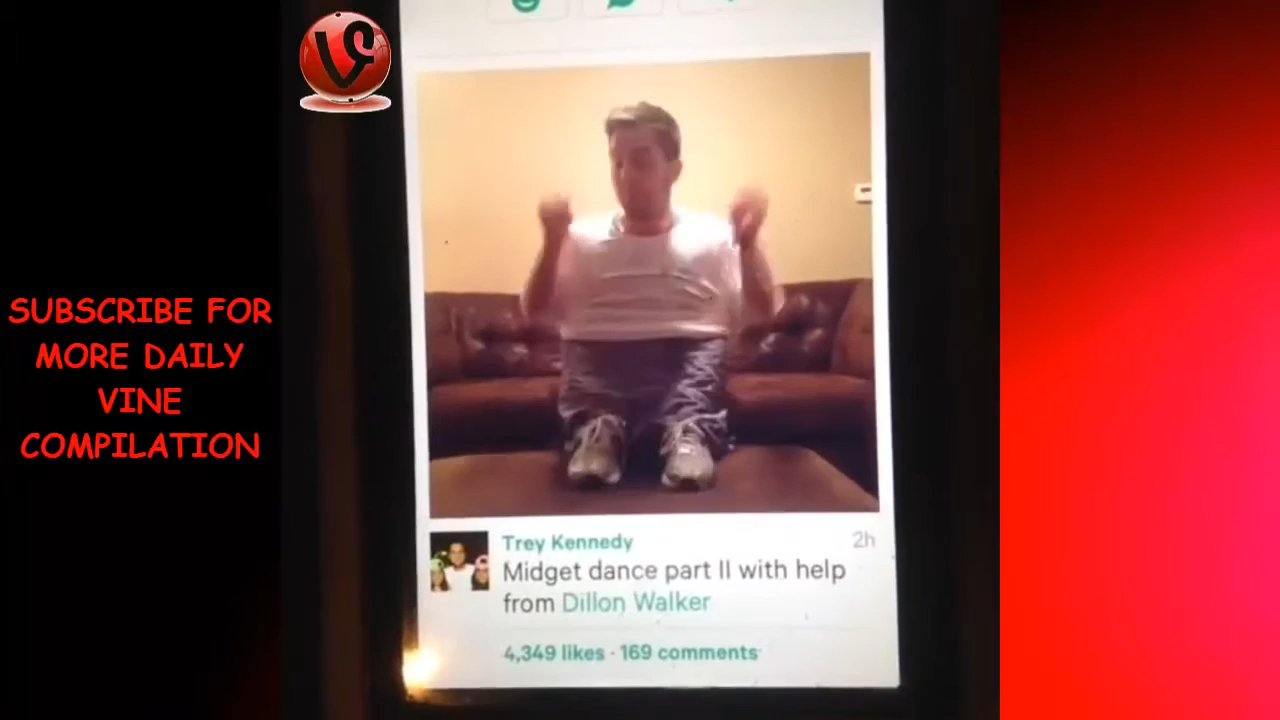 SUBSCRIBE FOR
MORE DAILY
VINE
COMPILATION
Trey Kennedy
2h
Midget dance part II with help
from Dillon Walker
4,349 likes · 169 comments